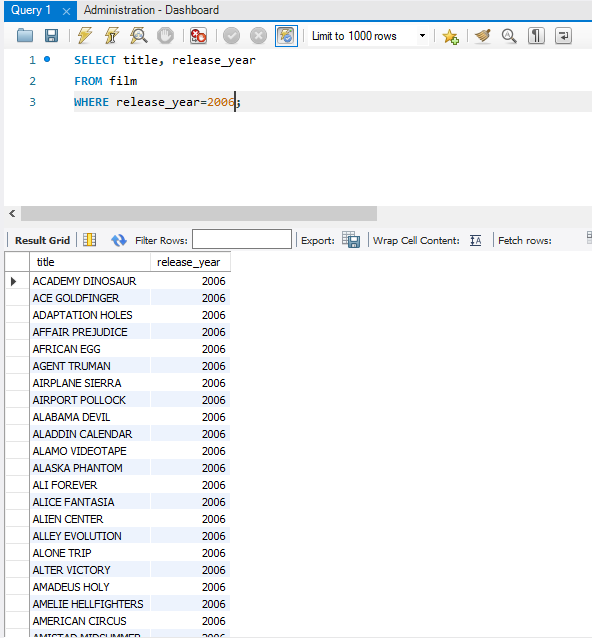 Query 1
Administration - Dashboard
Limit to 1000 rows
1 SELECT title, release_year
2 FROM film
3 WHERE release_year=2006;
Result Grid Filter Rows: Export: Wrap Cell Content: Fetch rows:
title release_year
ACADEMY DINOSAUR 2006
ACE GOLDFINGER 2006
ADAPTATION HOLES 2006
AFFAIR PREJUDICE 2006
AFRICAN EGG 2006
AGENT TRUMAN 2006
AIRPLANE SIERRA 2006
AIRPORT POLLOCK 2006
ALABAMA DEVIL 2006
ALADDIN CALENDAR 2006
ALAMO VIDEOTAPE 2006
ALASKA PHANTOM 2006
ALI FOREVER 2006
ALICE FANTASIA 2006
ALIEN CENTER 2006
ALLEY EVOLUTION 2006
ALONE TRIP 2006
ALTER VICTORY 2006
AMADEUS HOLY 2006
AMELIE HELLFIGHTERS 2006
AMERICAN CIRCUS 2006
AMISTAD MIDSUMMER 2006